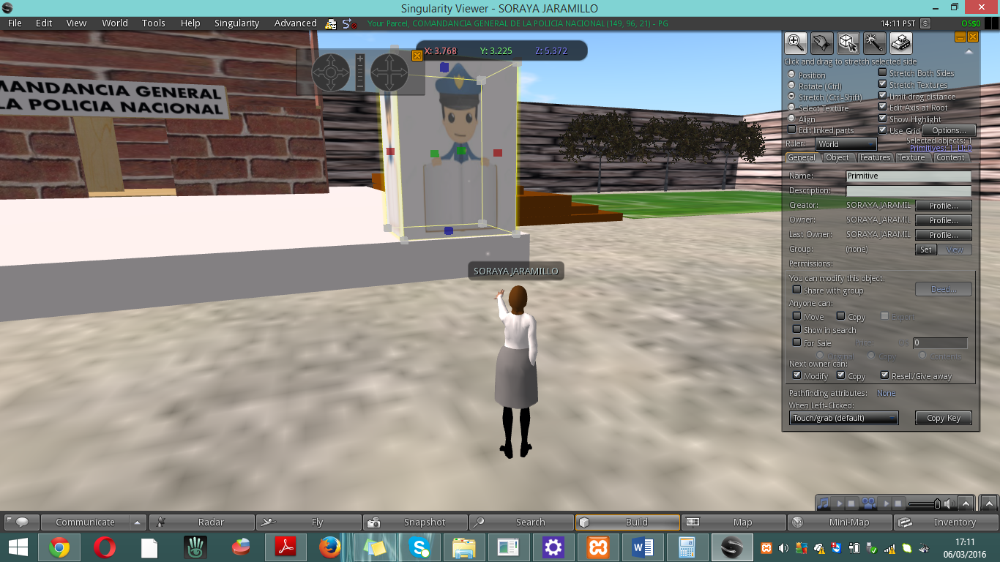 Singularity Viewer - SORAYA JARAMILLO
File Edit View World Tools Help Singularity Advanced
Your Parcel, COMANDANCIA GENERAL DE LA POLICIA NACIONAL (149, 96, 21) - PG
14:11 PST $ OS$0
X: 3.768 Y: 3.225 Z: 5.372
MANDANCIA GENERAL
LA POLICIA NACIONAL
SORAYA JARAMILLO
Click and drag to stretch selected side
Position
Rotate (Ctrl)
Stretch (Ctrl-Shift)
Select Texture
Align
Edit linked parts
Stretch Both Sides
Stretch Textures
Limit drag distance
Edit Axis at Root
Show Highlight
Use Grid Options...
Ruler: World
Selected objects: 1
Primitives: 1, LI: 0
General Object Features Texture Content
Name: Primitive
Description:
Creator: SORAYA JARAMIL Profile...
Owner: SORAYA JARAMIL Profile...
Last Owner: SORAYA JARAMIL Profile...
Group: (none) Set View
Permissions:
You can modify this object.
Share with group Deed...
Anyone can:
Move Copy Export
Show in search
For Sale Price: OS 0
Original Copy Contents
Next owner can:
Modify Copy Resell/Give away
Pathfinding attributes: None
When Left-Clicked:
Touch/grab (default) Copy Key
Communicate Radar Fly Snapshot Search Build Map Mini-Map Inventory
17:11
06/03/2016